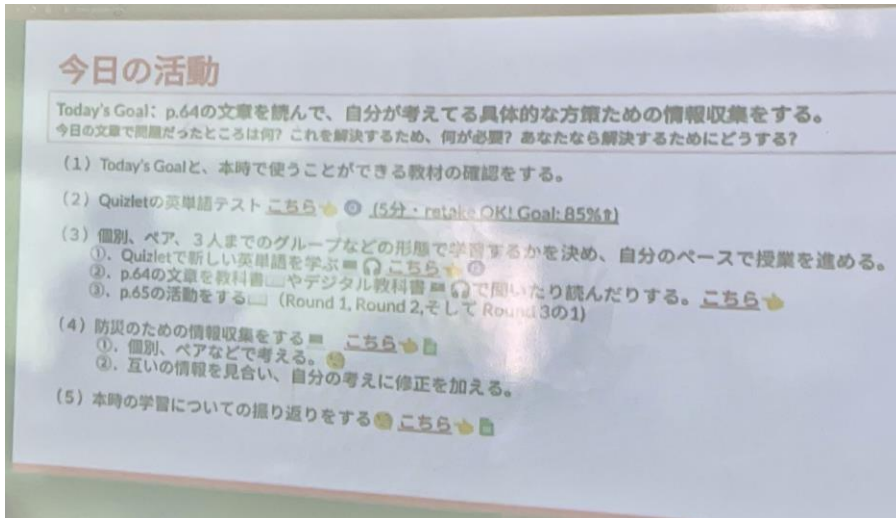 今日の活動
Today's Goal: p.64の文章を読んで、自分が考えてる具体的な方策ための情報収集をする。
今日の文章で問題だったところは何？これを解決するため、何が必要？あなたなら解決するためにどうする？
（1）Today's Goalと、本時で使うことができる教材の確認をする。
（2）Quizletの英単語テスト こちら (5分・retake OK! Goal: 85%↑)
（3）個別、ペア、3人までのグループなどの形態で学習するかを決め、自分のペースで授業を進める。
①．Quizletで新しい英単語を学ぶ こちら
②．p.64の文章を教科書やデジタル教科書で聞いたり読んだりする。こちら
③．p.65の活動をする (Round 1, Round 2,そして Round 3の1)
（4）防災のための情報収集をする こちら
①．個別、ペアなどで考える。
②．互いの情報を見合い、自分の考えに修正を加える。
（5）本時の学習についての振り返りをする こちら